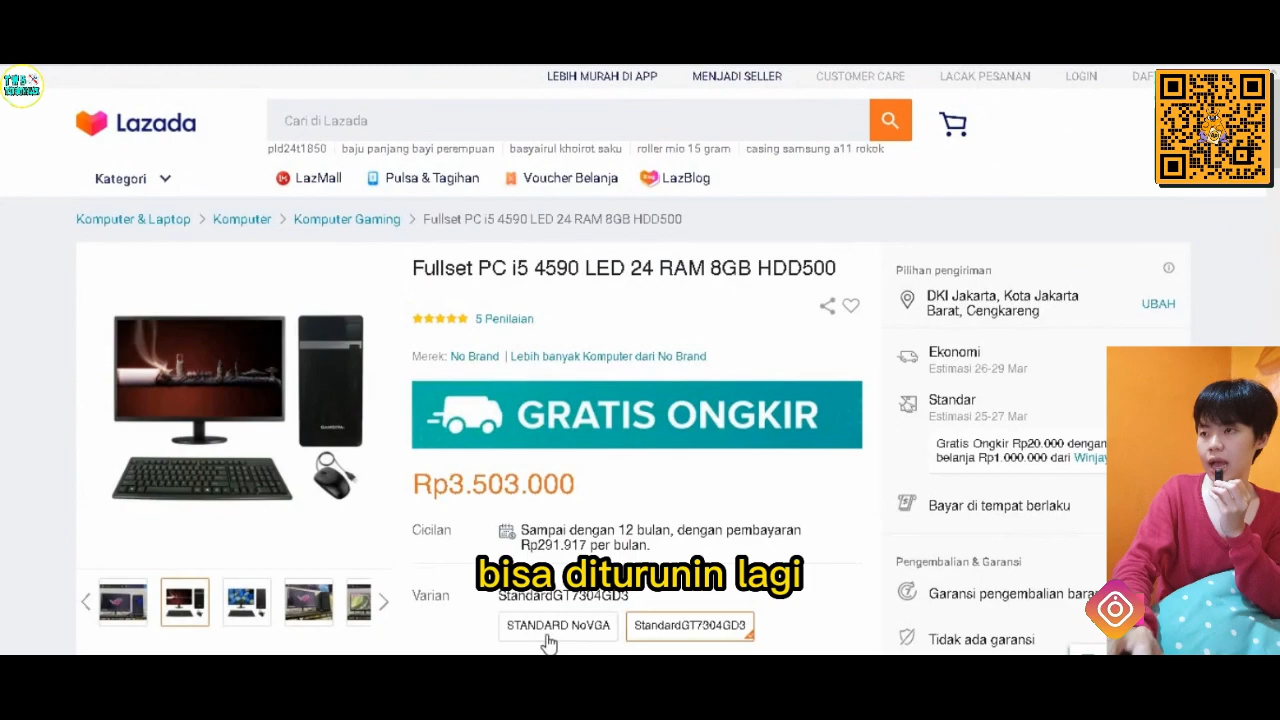 LEBIH MURAH DI APP MENJADI SELLER CUSTOMER CARE LACAK PESANAN LOGIN
Lazada
Cari di Lazada
pld24t1850 baju panjang bayi perempuan basyairul khoirot saku roller mio 15 gram casing samsung a11 rokok
Kategori LazMall Pulsa & Tagihan Voucher Belanja LazBlog
Komputer & Laptop > Komputer > Komputer Gaming > Fullset PC i5 4590 LED 24 RAM 8GB HDD500
Fullset PC i5 4590 LED 24 RAM 8GB HDD500
5 Penilaian
Merek: No Brand | Lebih banyak Komputer dari No Brand
GRATIS ONGKIR
Rp3.503.000
Cicilan Sampai dengan 12 bulan, dengan pembayaran
Rp291.917 per bulan.
bisa diturunin lagi
Varian StandardGT7304GD3
STANDARD NoVGA StandardGT7304GD3
Pilihan pengiriman
DKI Jakarta, Kota Jakarta
Barat, Cengkareng
UBAH
Ekonomi
Estimasi 26-29 Mar
Standar
Estimasi 25-27 Mar
Gratis Ongkir Rp20.000 dengan
belanja Rp1.000.000 dari Winjay
Bayar di tempat berlaku
Pengembalian & Garansi
Garansi pengembalian
Tidak ada garansi